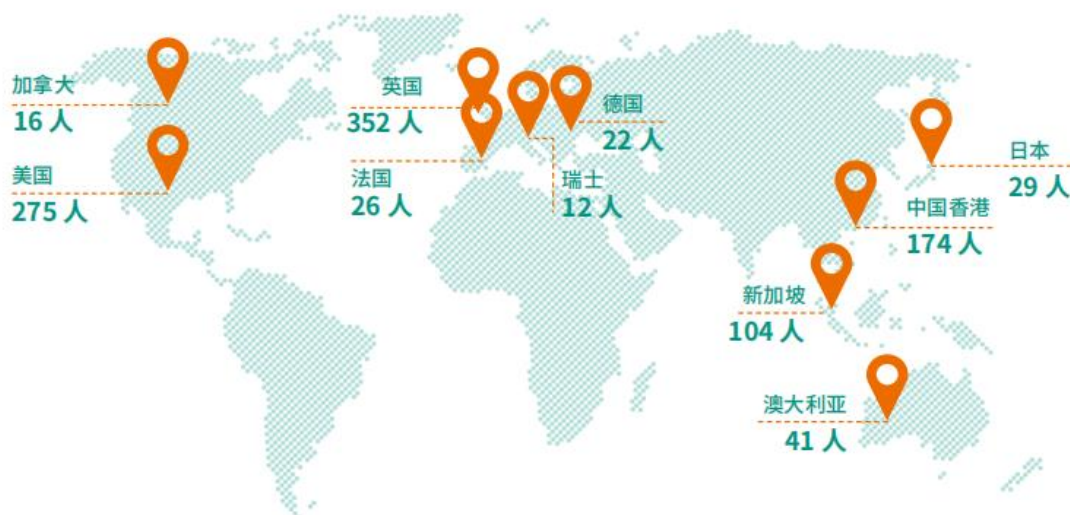 加拿大
16 人
美国
275 人
英国
352 人
法国
26 人
德国
22 人
瑞士
12 人
日本
29 人
中国香港
174 人
新加坡
104 人
澳大利亚
41 人